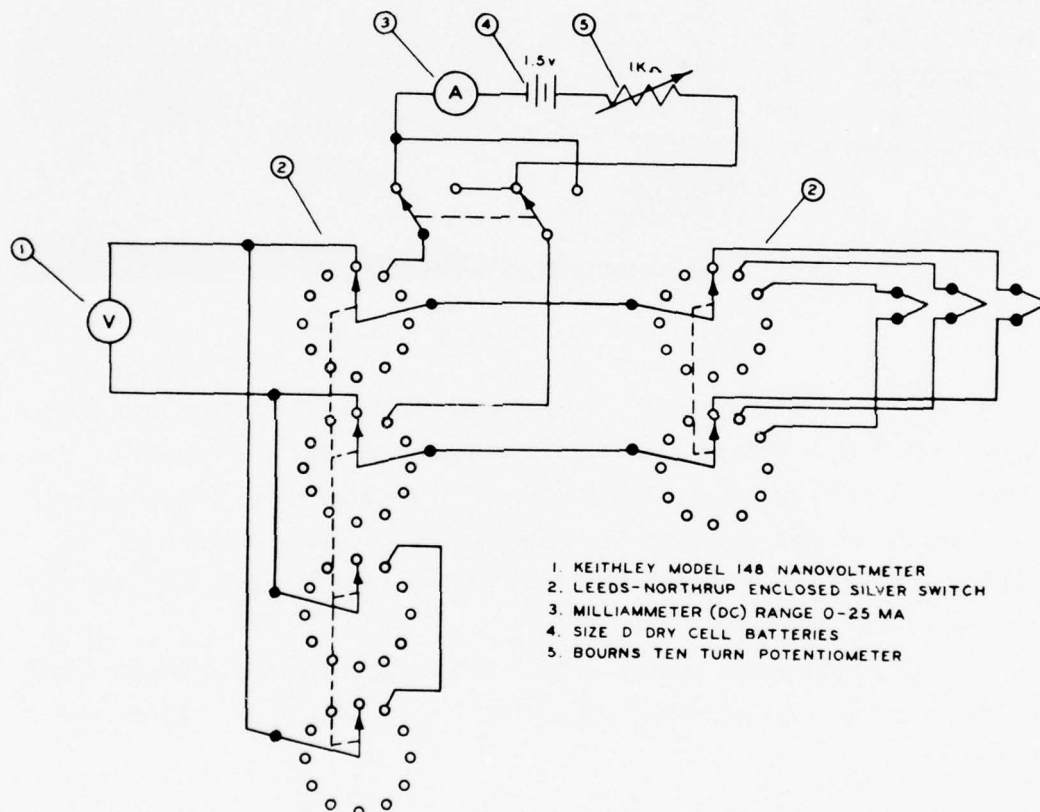 3
4
5
1.5v
1KΩ
A
2
2
1
V
1. KEITHLEY MODEL 148 NANOVOLTMETER
2. LEEDS-NORTHRUP ENCLOSED SILVER SWITCH
3. MILLIAMMETER (DC) RANGE 0-25 MA
4. SIZE D DRY CELL BATTERIES
5. BOURNS TEN TURN POTENTIOMETER